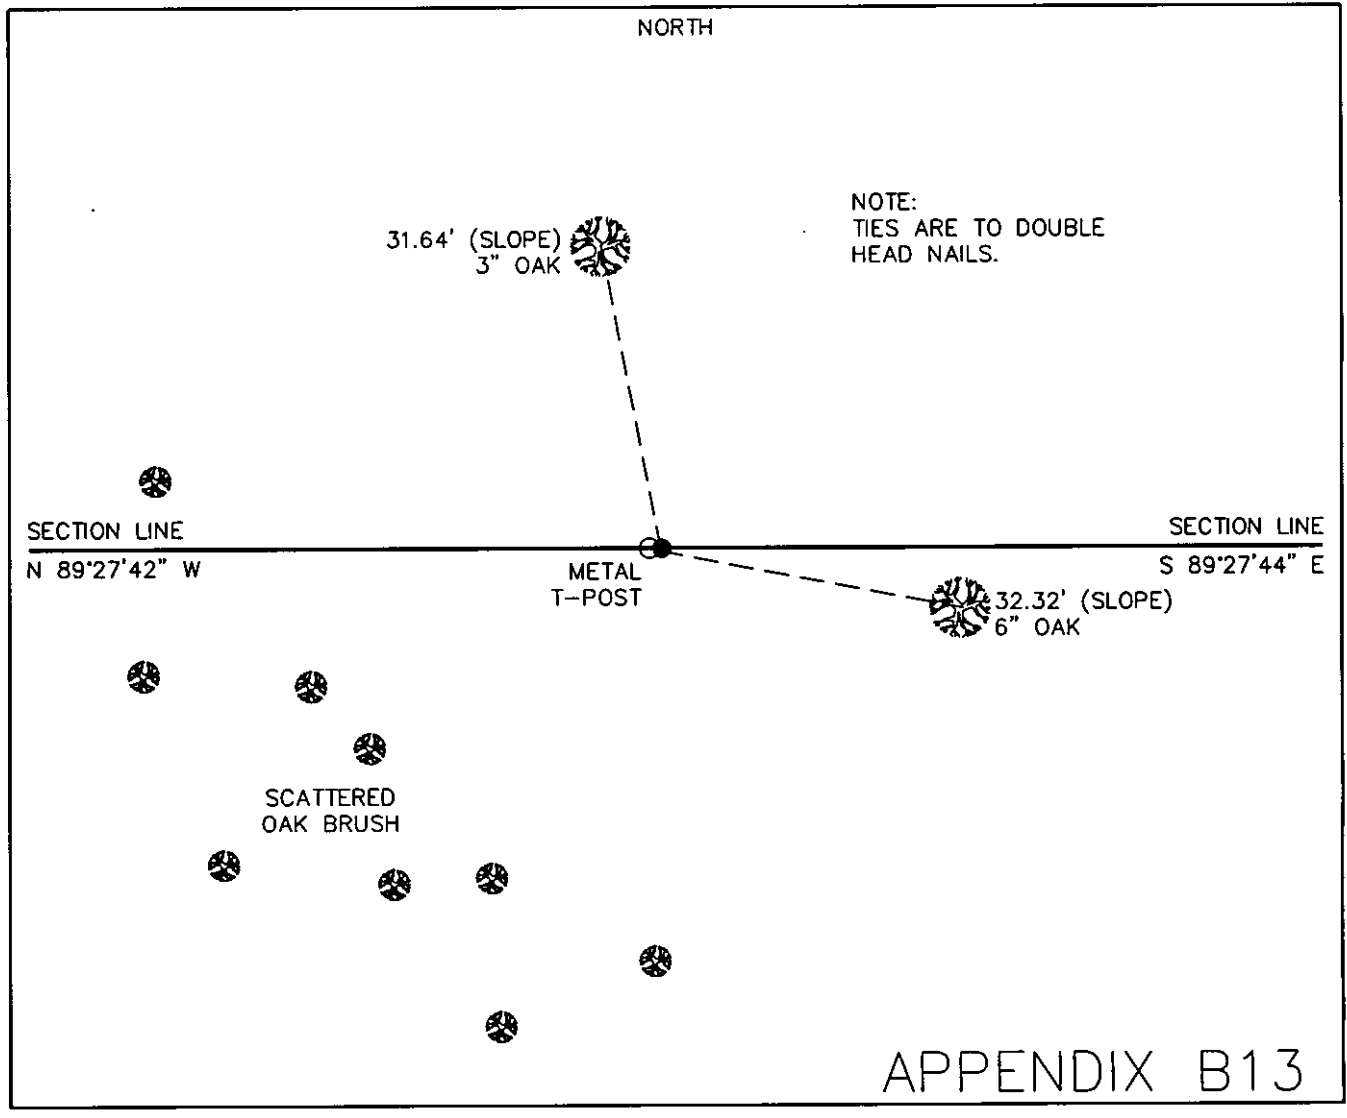 NORTH
31.64' (SLOPE)
3" OAK
NOTE:
TIES ARE TO DOUBLE
HEAD NAILS.
SECTION LINE
N 89°27'42" W
SECTION LINE
S 89°27'44" E
METAL
T-POST
32.32' (SLOPE)
6" OAK
SCATTERED
OAK BRUSH
APPENDIX B13